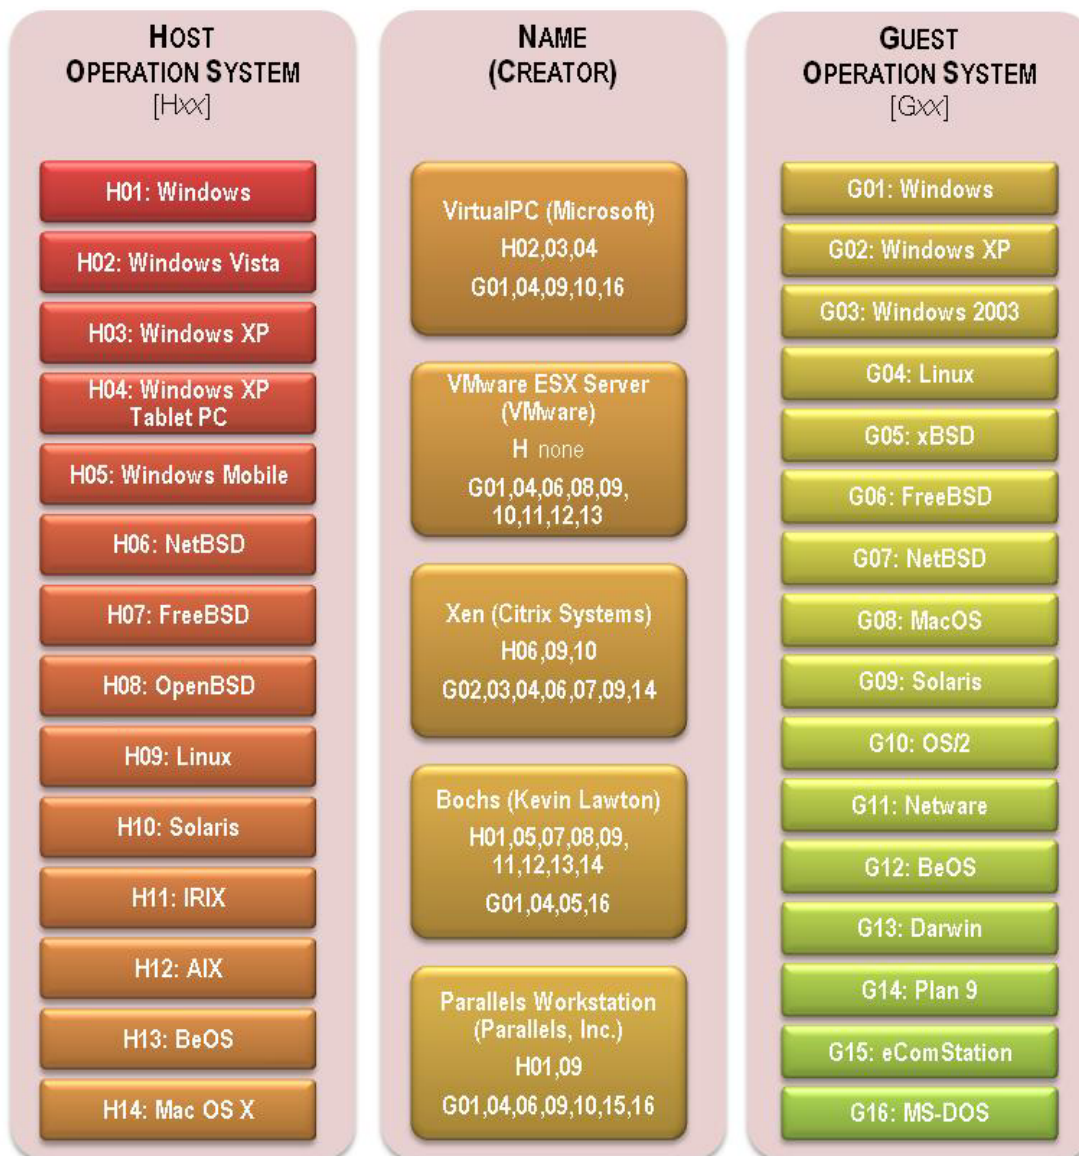 HOST
OPERATION SYSTEM
[Hxx]
H01: Windows
H02: Windows Vista
H03: Windows XP
H04: Windows XP
Tablet PC
H05: Windows Mobile
H06: NetBSD
H07: FreeBSD
H08: OpenBSD
H09: Linux
H10: Solaris
H11: IRIX
H12: AIX
H13: BeOS
H14: Mac OS X
NAME
(CREATOR)
VirtualPC (Microsoft)
H02,03,04
G01,04,09,10,16
VMware ESX Server
(VMware)
H none
G01,04,06,08,09,
10,11,12,13
Xen (Citrix Systems)
H06,09,10
G02,03,04,06,07,09,14
Bochs (Kevin Lawton)
H01,05,07,08,09,
11,12,13,14
G01,04,05,16
Parallels Workstation
(Parallels, Inc.)
H01,09
G01,04,06,09,10,15,16
GUEST
OPERATION SYSTEM
[Gxx]
G01: Windows
G02: Windows XP
G03: Windows 2003
G04: Linux
G05: xBSD
G06: FreeBSD
G07: NetBSD
G08: MacOS
G09: Solaris
G10: OS/2
G11: Netware
G12: BeOS
G13: Darwin
G14: Plan 9
G15: eComStation
G16: MS-DOS